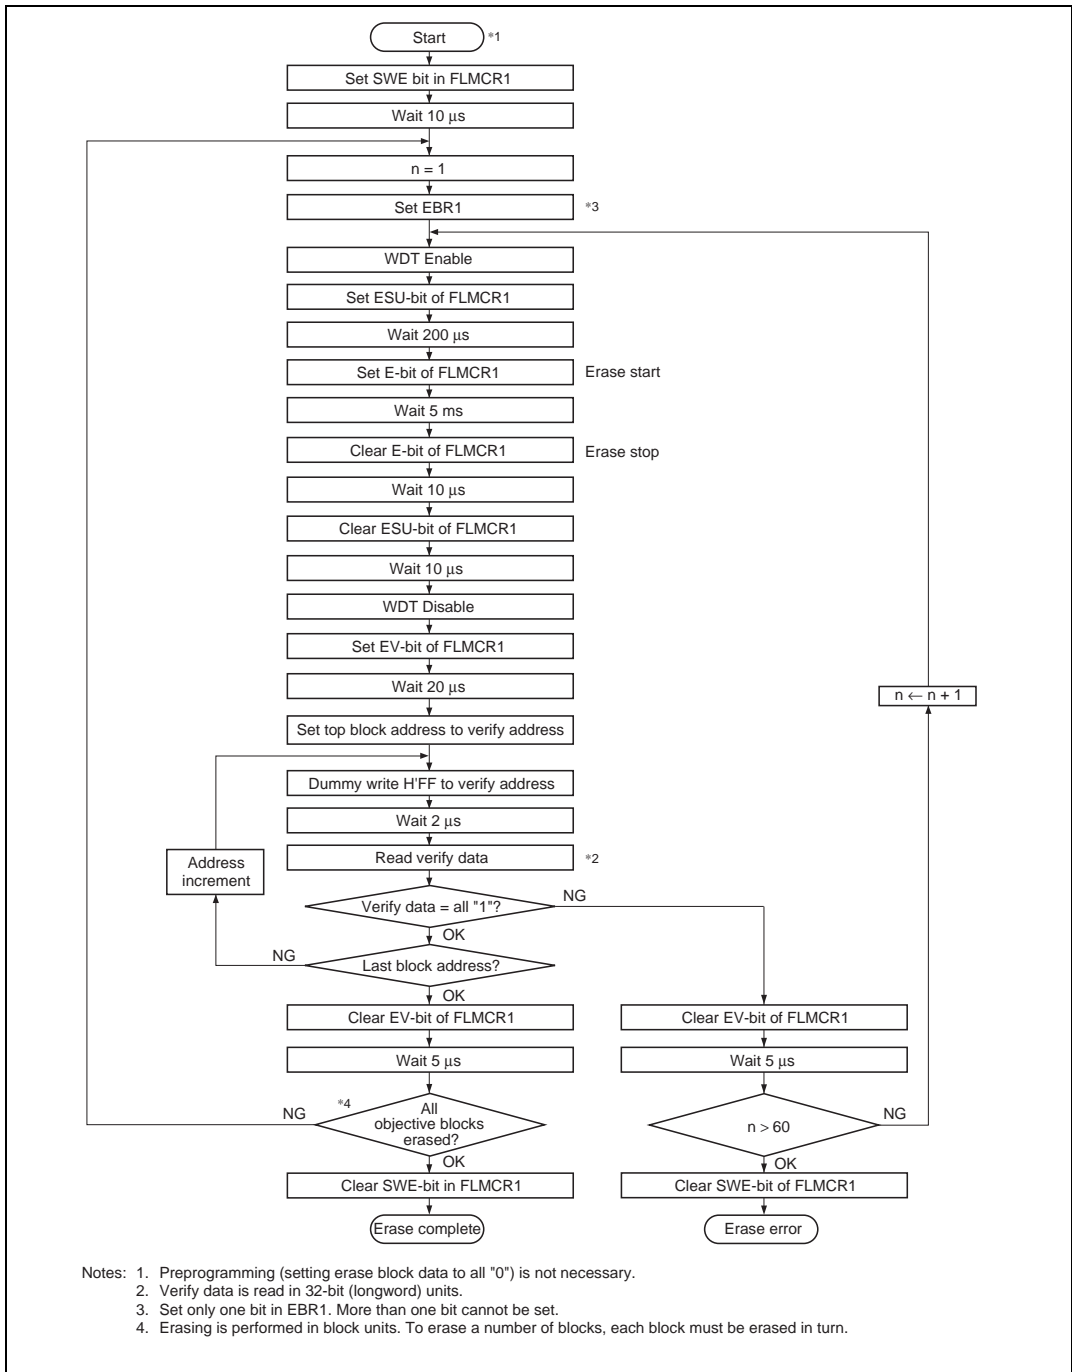 Start *1
Set SWE bit in FLMCR1
Wait 10 μs
n = 1
Set EBR1 *3
WDT Enable
Set ESU-bit of FLMCR1
Wait 200 μs
Set E-bit of FLMCR1 Erase start
Wait 5 ms
Clear E-bit of FLMCR1 Erase stop
Wait 10 μs
Clear ESU-bit of FLMCR1
Wait 10 μs
WDT Disable
Set EV-bit of FLMCR1
Wait 20 μs
n ← n + 1
Set top block address to verify address
Dummy write H'FF to verify address
Wait 2 μs
Read verify data *2
Address
increment
Verify data = all "1"? NG
OK
NG Last block address?
OK
Clear EV-bit of FLMCR1 Clear EV-bit of FLMCR1
Wait 5 μs Wait 5 μs
NG *4 All
objective blocks
erased?
n > 60 NG
OK OK
Clear SWE-bit in FLMCR1 Clear SWE-bit of FLMCR1
Erase complete Erase error
Notes: 1. Preprogramming (setting erase block data to all "0") is not necessary.
2. Verify data is read in 32-bit (longword) units.
3. Set only one bit in EBR1. More than one bit cannot be set.
4. Erasing is performed in block units. To erase a number of blocks, each block must be erased in turn.